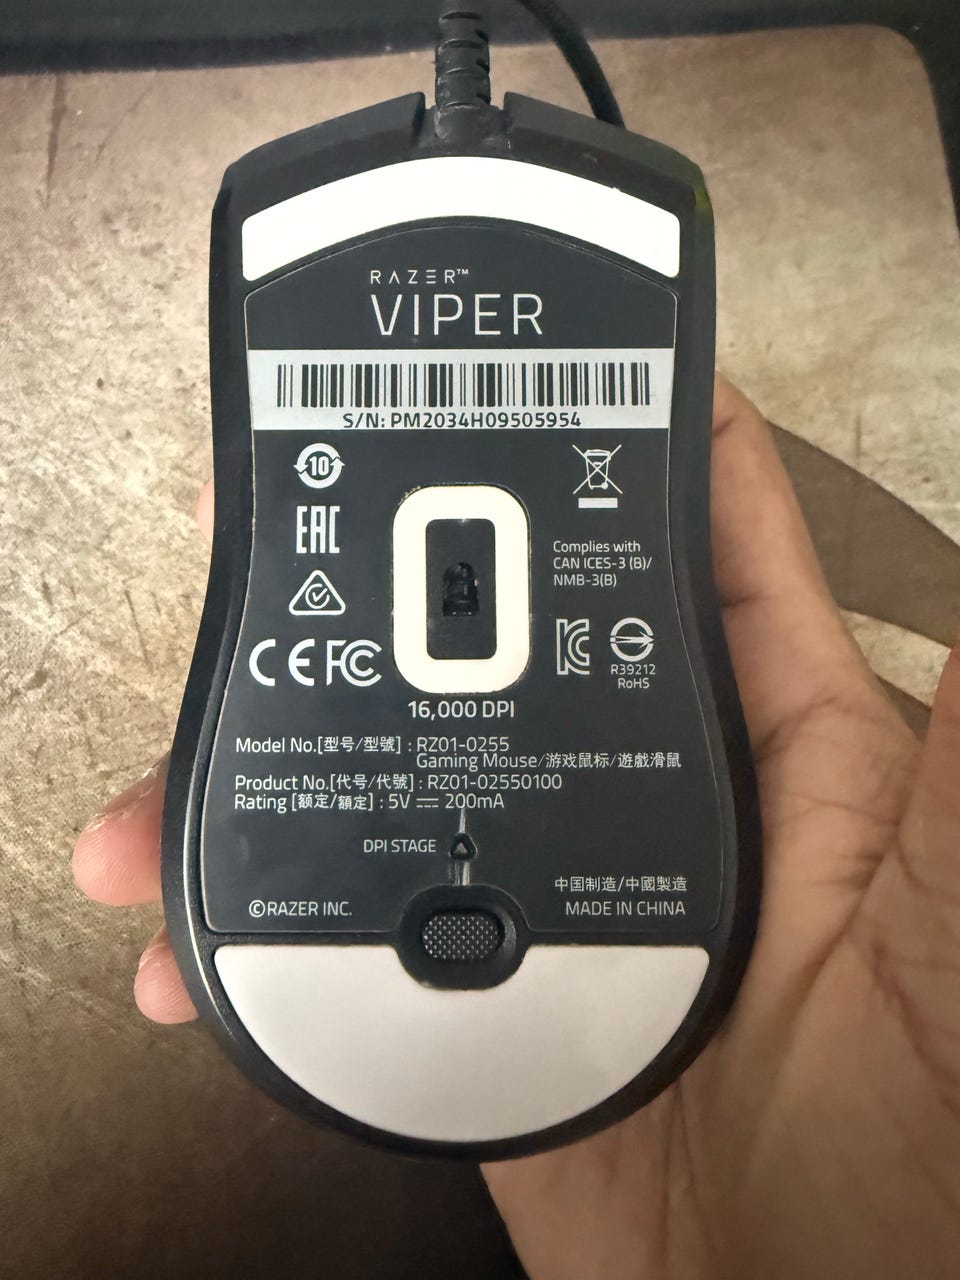 RAZER™
VIPER
S/N: PM2034H09505954
10
EAC
CE FC
Complies with
CAN ICES-3 (B)/
NMB-3(B)
R39212
RoHS
16,000 DPI
Model No.[型号/型號] : RZ01-0255
Gaming Mouse/游戏鼠标/遊戲滑鼠
Product No.[代号/代號] : RZ01-02550100
Rating [额定/額定] : 5V ⎓ 200mA
DPI STAGE
中国制造/中國製造
©RAZER INC.
MADE IN CHINA